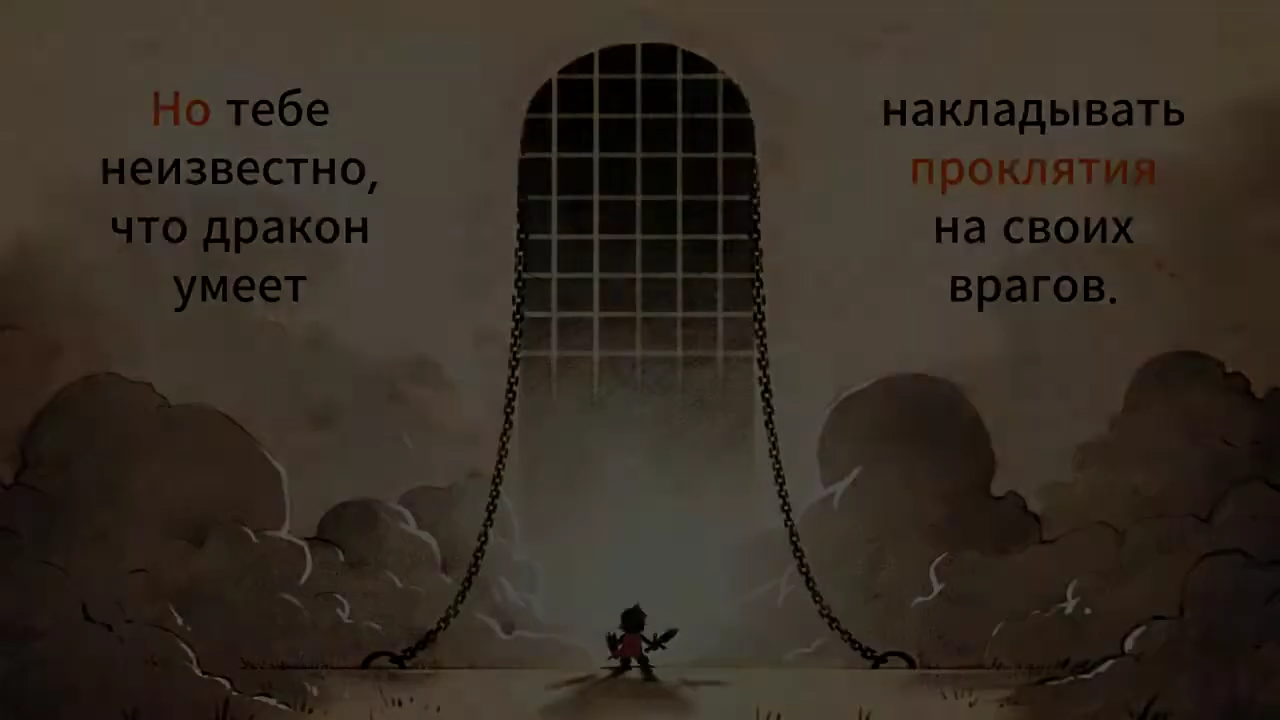 Но тебе
неизвестно,
что дракон
умеет
накладывать
проклятия
на своих
врагов.